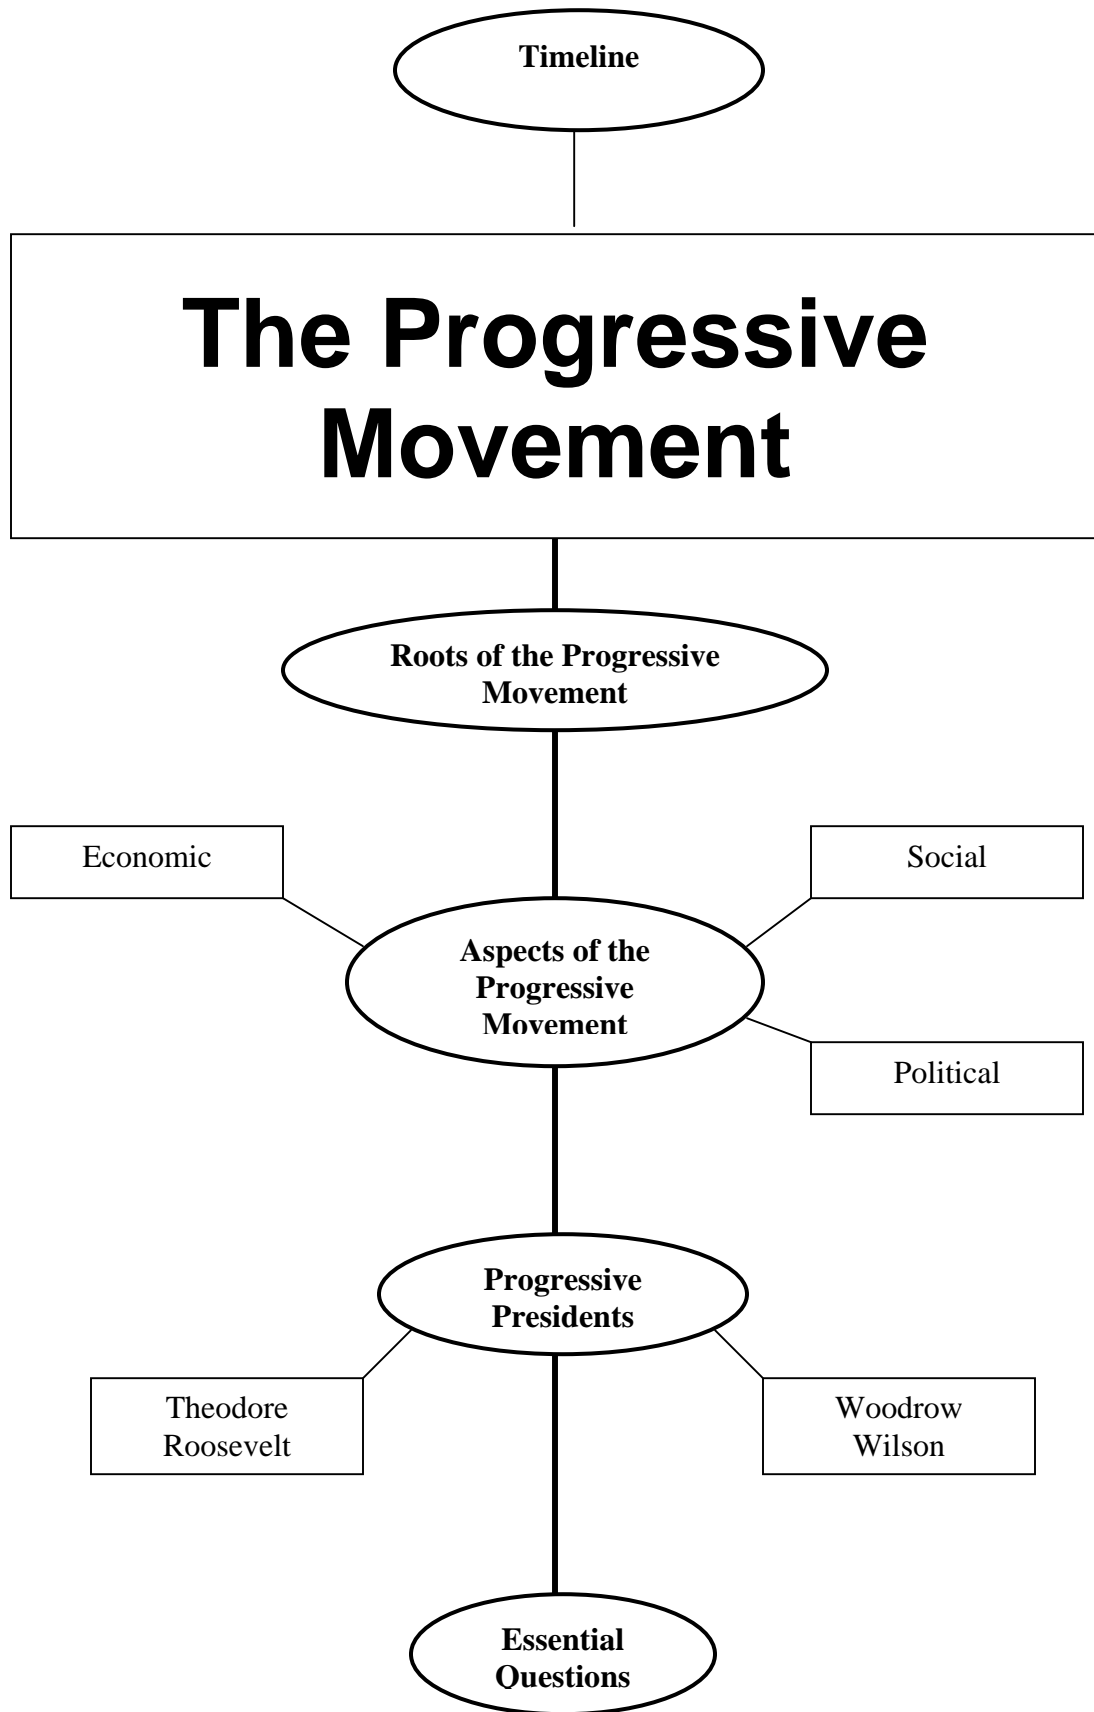 Timeline
The Progressive
Movement
Roots of the Progressive
Movement
Economic
Social
Aspects of the
Progressive
Movement
Political
Progressive
Presidents
Theodore
Roosevelt
Woodrow
Wilson
Essential
Questions